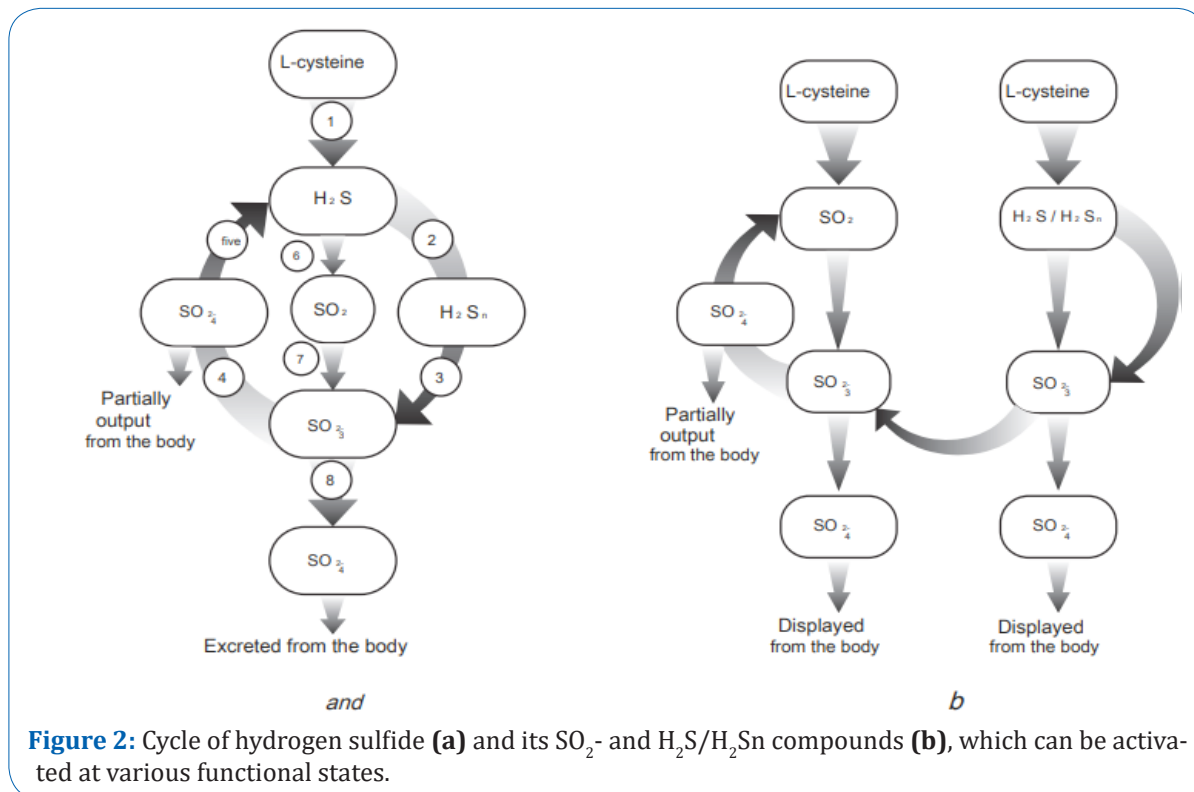 L-cysteine
1
H₂S
five
2
6
SO₄²⁻
SO₂
H₂Sₙ
7
4
3
Partially
output
from the body
SO₃²⁻
8
SO₄²⁻
Excreted from the body
and
L-cysteine
L-cysteine
SO₂
H₂S / H₂Sₙ
SO₄²⁻
SO₃²⁻
SO₃²⁻
Partially
output
from the body
SO₄²⁻
SO₄²⁻
Displayed
from the body
Displayed
from the body
b
Figure 2: Cycle of hydrogen sulfide (a) and its SO₂- and H₂S/H₂Sn compounds (b), which can be activa-
ted at various functional states.